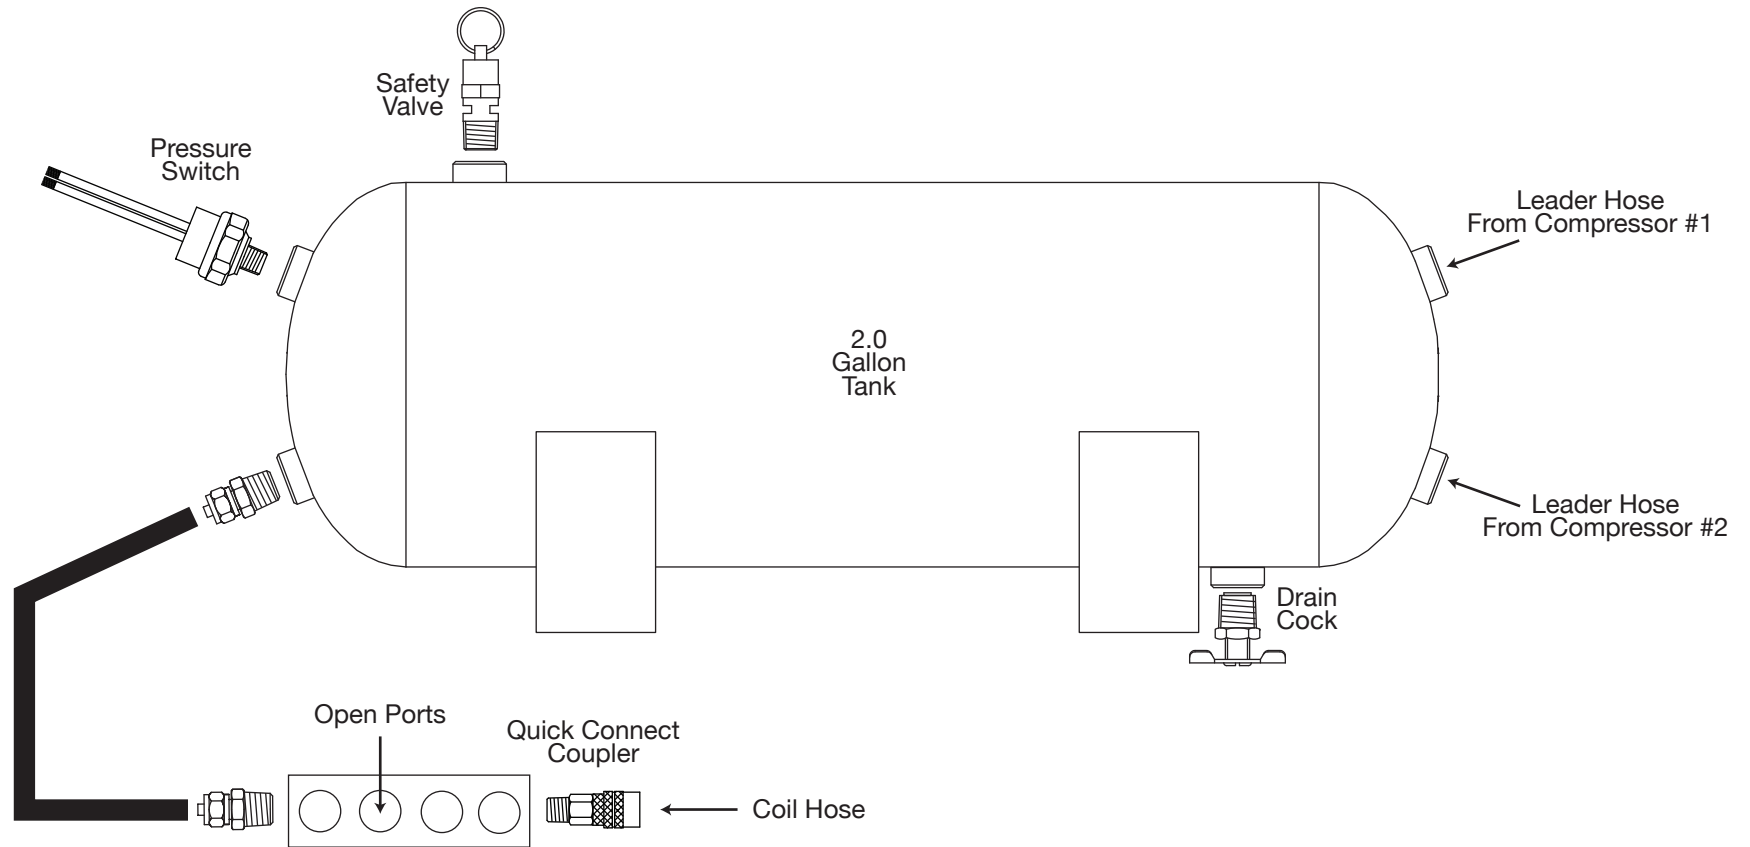 Safety
Valve
Pressure
Switch
Leader Hose
From Compressor #1
2.0
Gallon
Tank
Leader Hose
From Compressor #2
Drain
Cock
Open Ports
Quick Connect
Coupler
Coil Hose